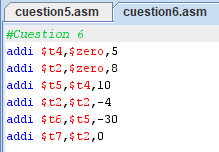 cuestion5.asm cuestion6.asm
#Cuestion 6
addi $t4,$zero,5
addi $t2,$zero,8
addi $t5,$t4,10
addi $t2,$t2,-4
addi $t6,$t5,-30
addi $t7,$t2,0